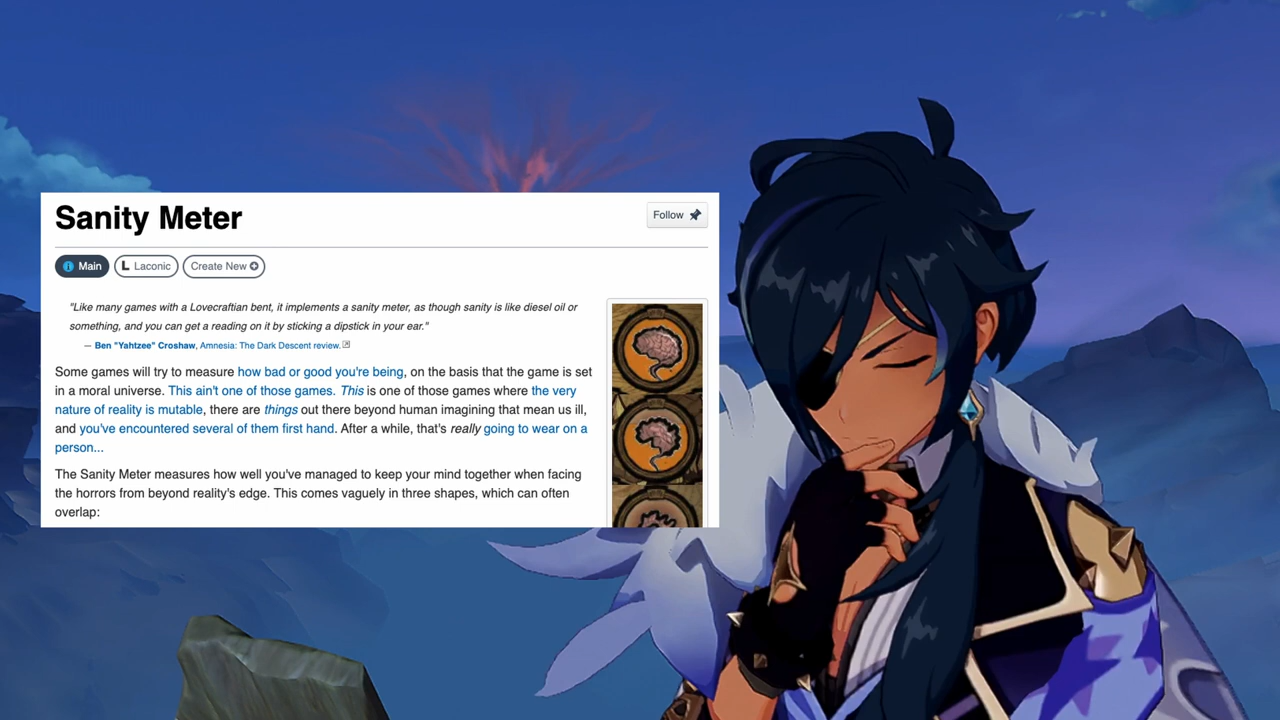 Sanity Meter
Follow
Main
Laconic
Create New
"Like many games with a Lovecraftian bent, it implements a sanity meter, as though sanity is like diesel oil or
something, and you can get a reading on it by sticking a dipstick in your ear."
— Ben "Yahtzee" Croshaw, Amnesia: The Dark Descent review.
Some games will try to measure how bad or good you're being, on the basis that the game is set
in a moral universe. This ain't one of those games. This is one of those games where the very
nature of reality is mutable, there are things out there beyond human imagining that mean us ill,
and you've encountered several of them first hand. After a while, that's really going to wear on a
person...
The Sanity Meter measures how well you've managed to keep your mind together when facing
the horrors from beyond reality's edge. This comes vaguely in three shapes, which can often
overlap: